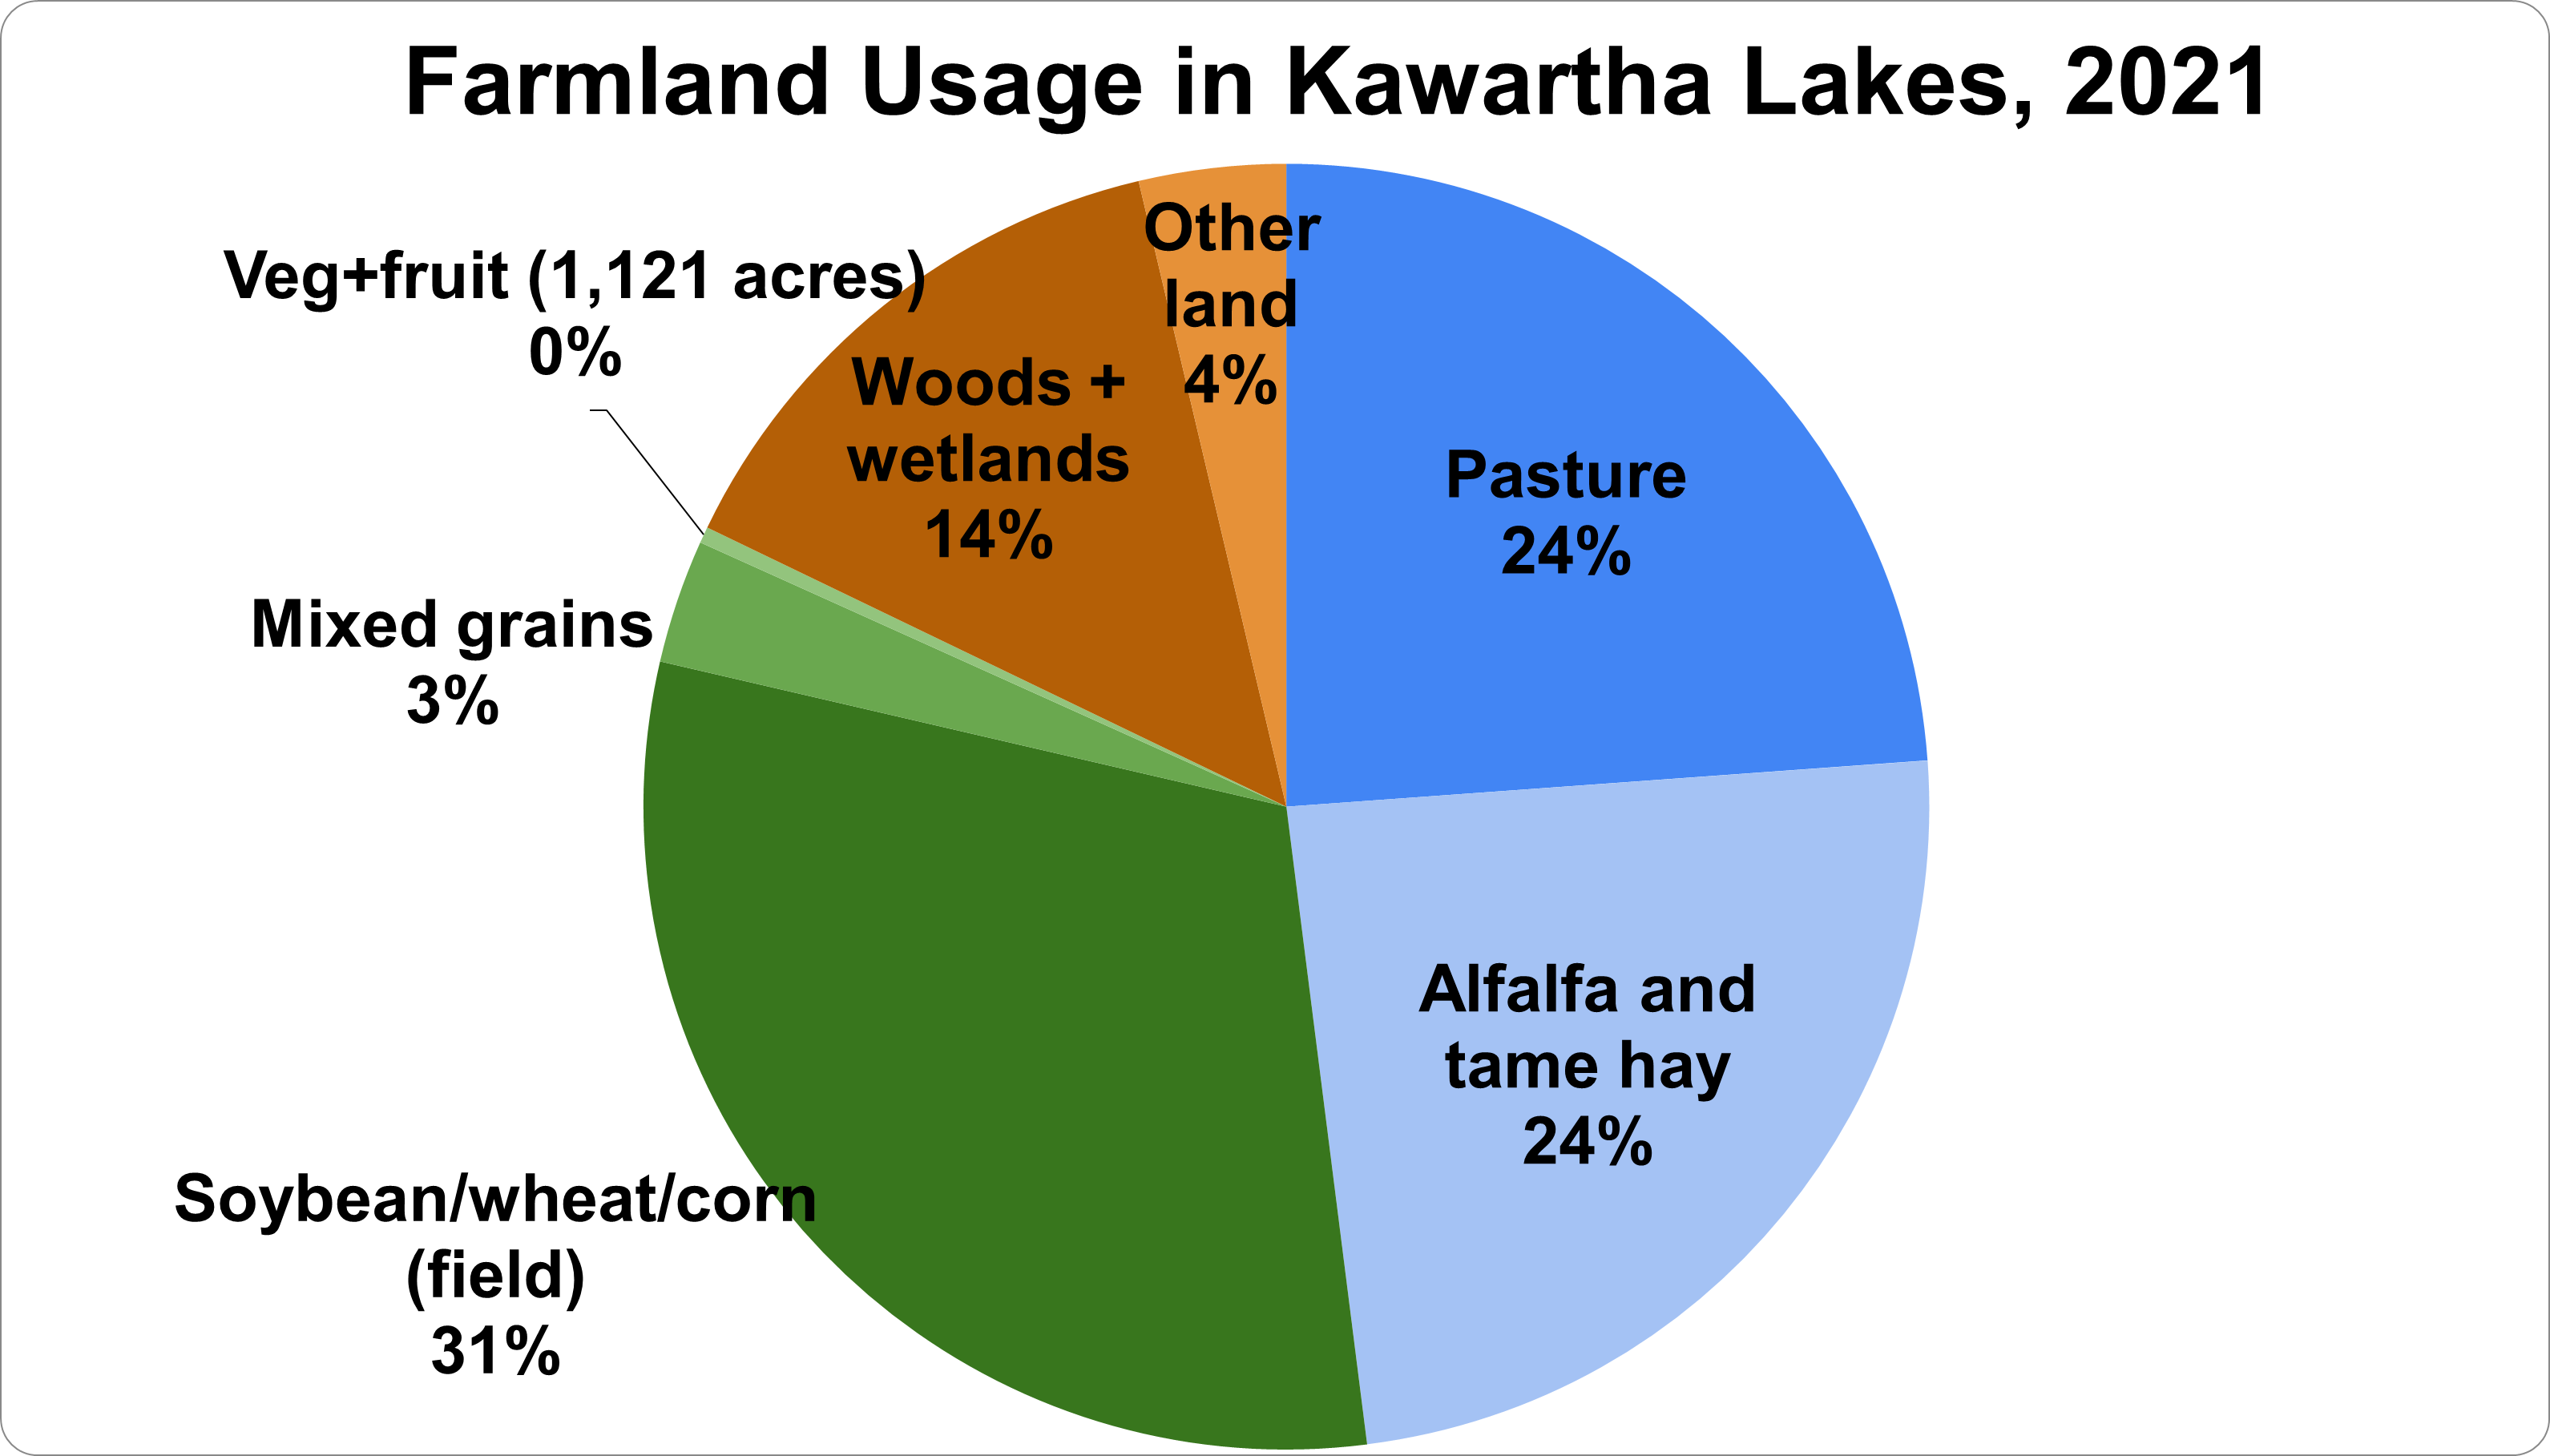 Farmland Usage in Kawartha Lakes, 2021
Other
land
4%
Veg+fruit (1,121 acres)
0%
Woods +
wetlands
14%
Pasture
24%
Mixed grains
3%
Alfalfa and
tame hay
24%
Soybean/wheat/corn
(field)
31%